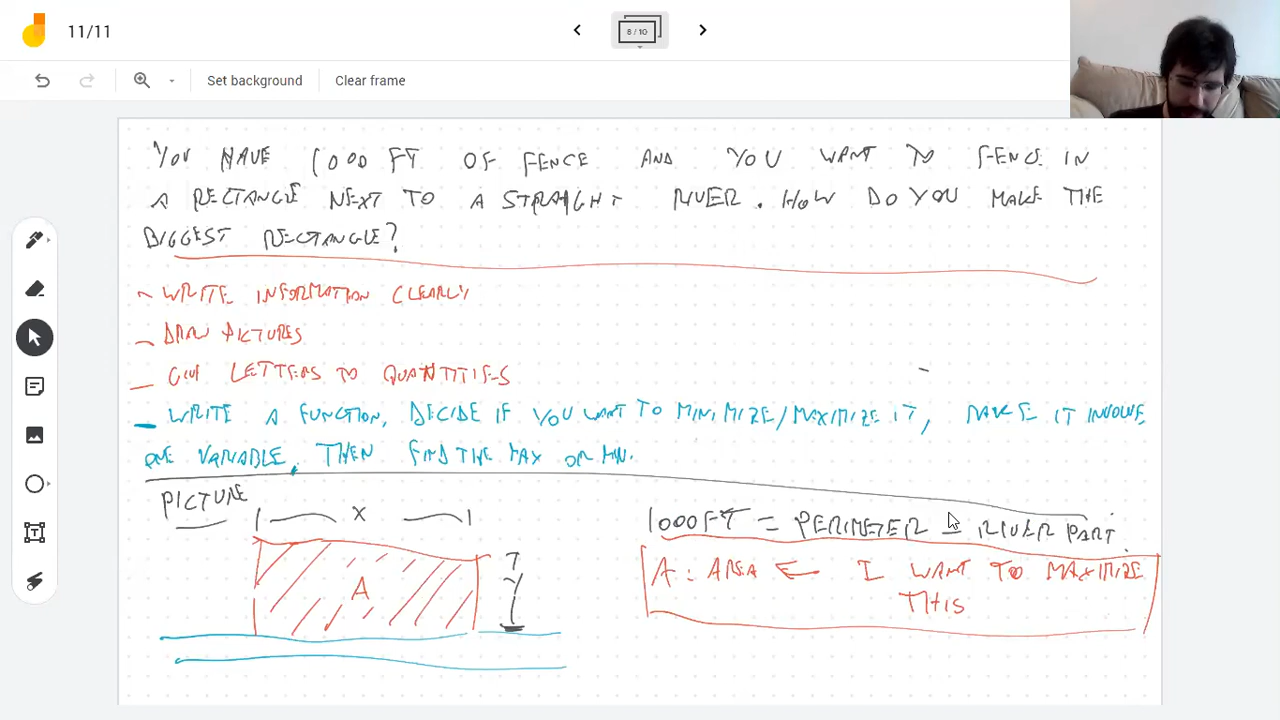 11/11
8 / 10
Set background
Clear frame
YOU HAVE 1000 FT OF FENCE AND YOU WANT TO FENCE IN
A RECTANGLE NEXT TO A STRAIGHT RIVER. HOW DO YOU MAKE THE
BIGGEST RECTANGLE?
- WRITE INFORMATION CLEARLY
- DRAW PICTURES
- GIVE LETTERS TO QUANTITIES
- WRITE A FUNCTION, DECIDE IF YOU WANT TO MINIMIZE/MAXIMIZE IT, MAKE IT INVOLVE
ONE VARIABLE, THEN FIND THE MAX OR MIN.
PICTURE
X
A
Y
1000FT = PERIMETER - RIVER PART.
A: AREA ← I WANT TO MAXIMIZE
THIS